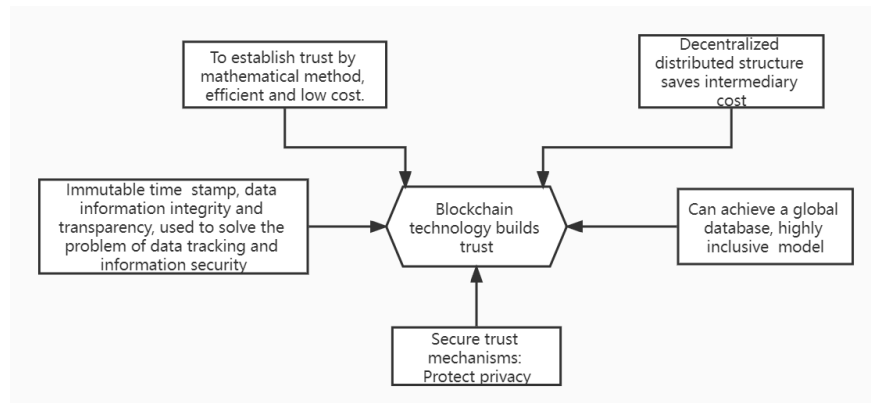 To establish trust by
mathematical method,
efficient and low cost.
Decentralized
distributed structure
saves intermediary
cost
Immutable time stamp, data
information integrity and
transparency, used to solve the
problem of data tracking and
information security
Blockchain
technology builds
trust
Can achieve a global
database, highly
inclusive model
Secure trust
mechanisms:
Protect privacy